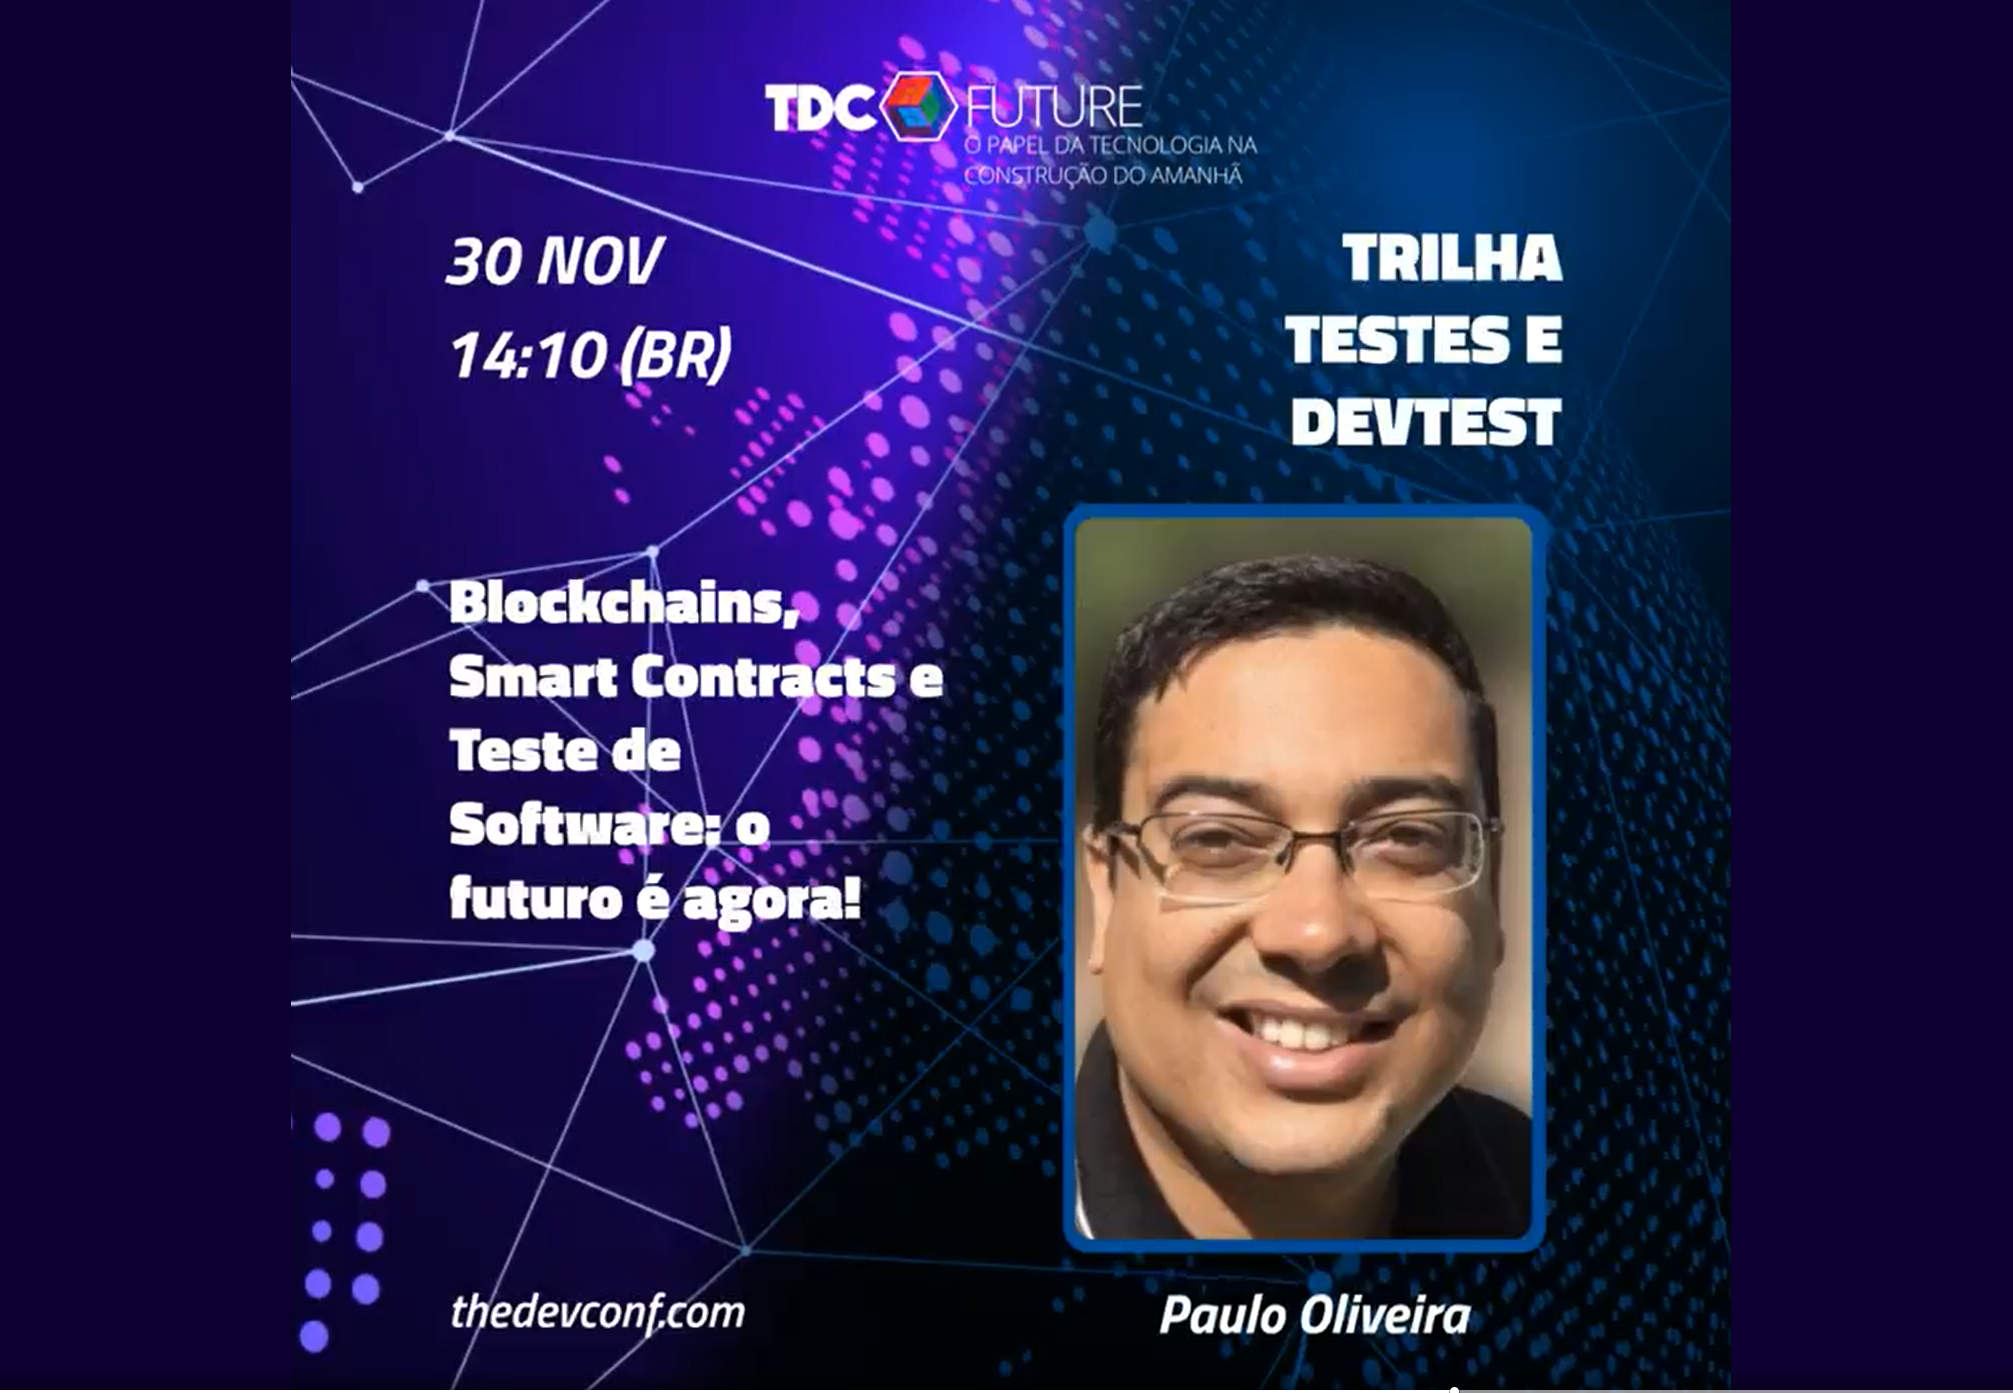 TDC FUTURE
O PAPEL DA TECNOLOGIA NA
CONSTRUÇÃO DO AMANHÃ
30 NOV
14:10 (BR)
TRILHA
TESTES E
DEVTEST
Blockchains,
Smart Contracts e
Teste de
Software: o
futuro é agora!
thedevconf.com
Paulo Oliveira